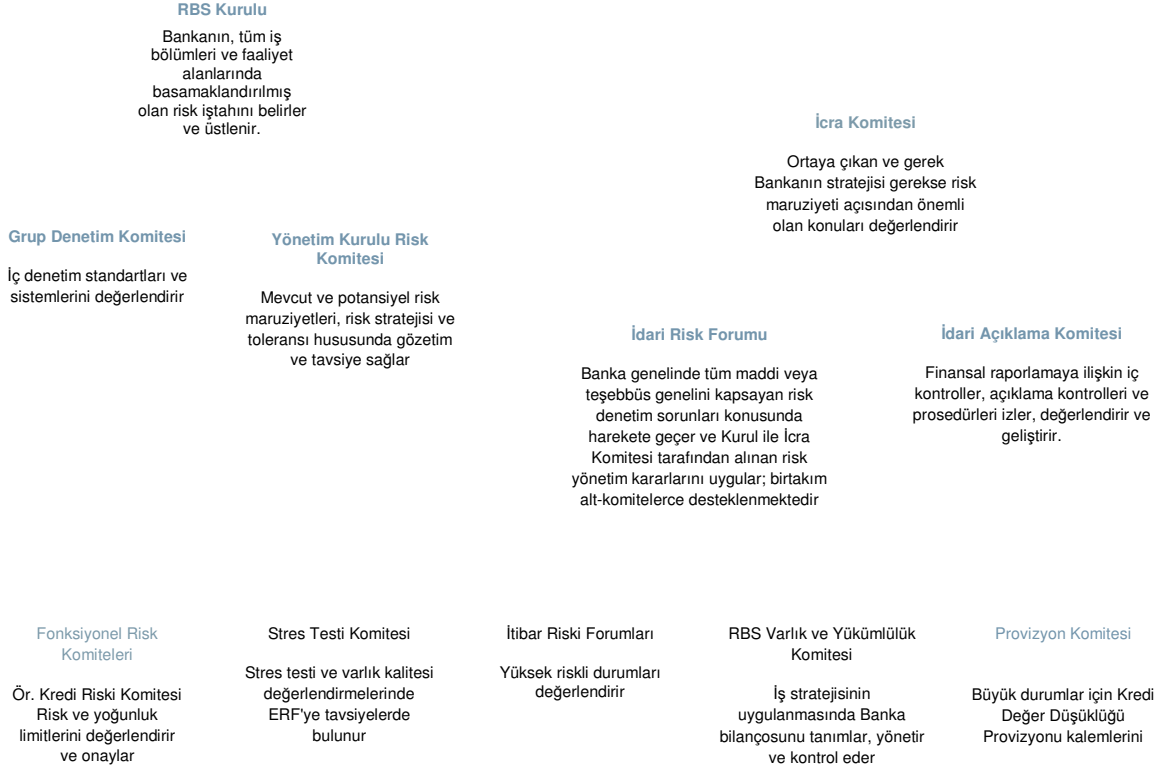 RBS Kurulu
Bankanın, tüm iş
bölümleri ve faaliyet
alanlarında
basamaklandırılmış
olan risk iştahını belirler
ve üstlenir.
İcra Komitesi
Ortaya çıkan ve gerek
Bankanın stratejisi gerekse risk
maruziyeti açısından önemli
olan konuları değerlendirir
Grup Denetim Komitesi
İç denetim standartları ve
sistemlerini değerlendirir
Yönetim Kurulu Risk
Komitesi
Mevcut ve potansiyel risk
maruziyetleri, risk stratejisi ve
toleransı hususunda gözetim
ve tavsiye sağlar
İdari Risk Forumu
Banka genelinde tüm maddi veya
teşebbüs genelini kapsayan risk
denetim sorunları konusunda
harekete geçer ve Kurul ile İcra
Komitesi tarafından alınan risk
yönetim kararlarını uygular; birtakım
alt-komitelerce desteklenmektedir
İdari Açıklama Komitesi
Finansal raporlamaya ilişkin iç
kontroller, açıklama kontrolleri ve
prosedürleri izler, değerlendirir ve
geliştirir.
Fonksiyonel Risk
Komiteleri
Ör. Kredi Riski Komitesi
Risk ve yoğunluk
limitlerini değerlendirir
ve onaylar
Stres Testi Komitesi
Stres testi ve varlık kalitesi
değerlendirmelerinde
ERF'ye tavsiyelerde
bulunur
İtibar Riski Forumları
Yüksek riskli durumları
değerlendirir
RBS Varlık ve Yükümlülük
Komitesi
İş stratejisinin
uygulanmasında Banka
bilançosunu tanımlar, yönetir
ve kontrol eder
Provizyon Komitesi
Büyük durumlar için Kredi
Değer Düşüklüğü
Provizyonu kalemlerini